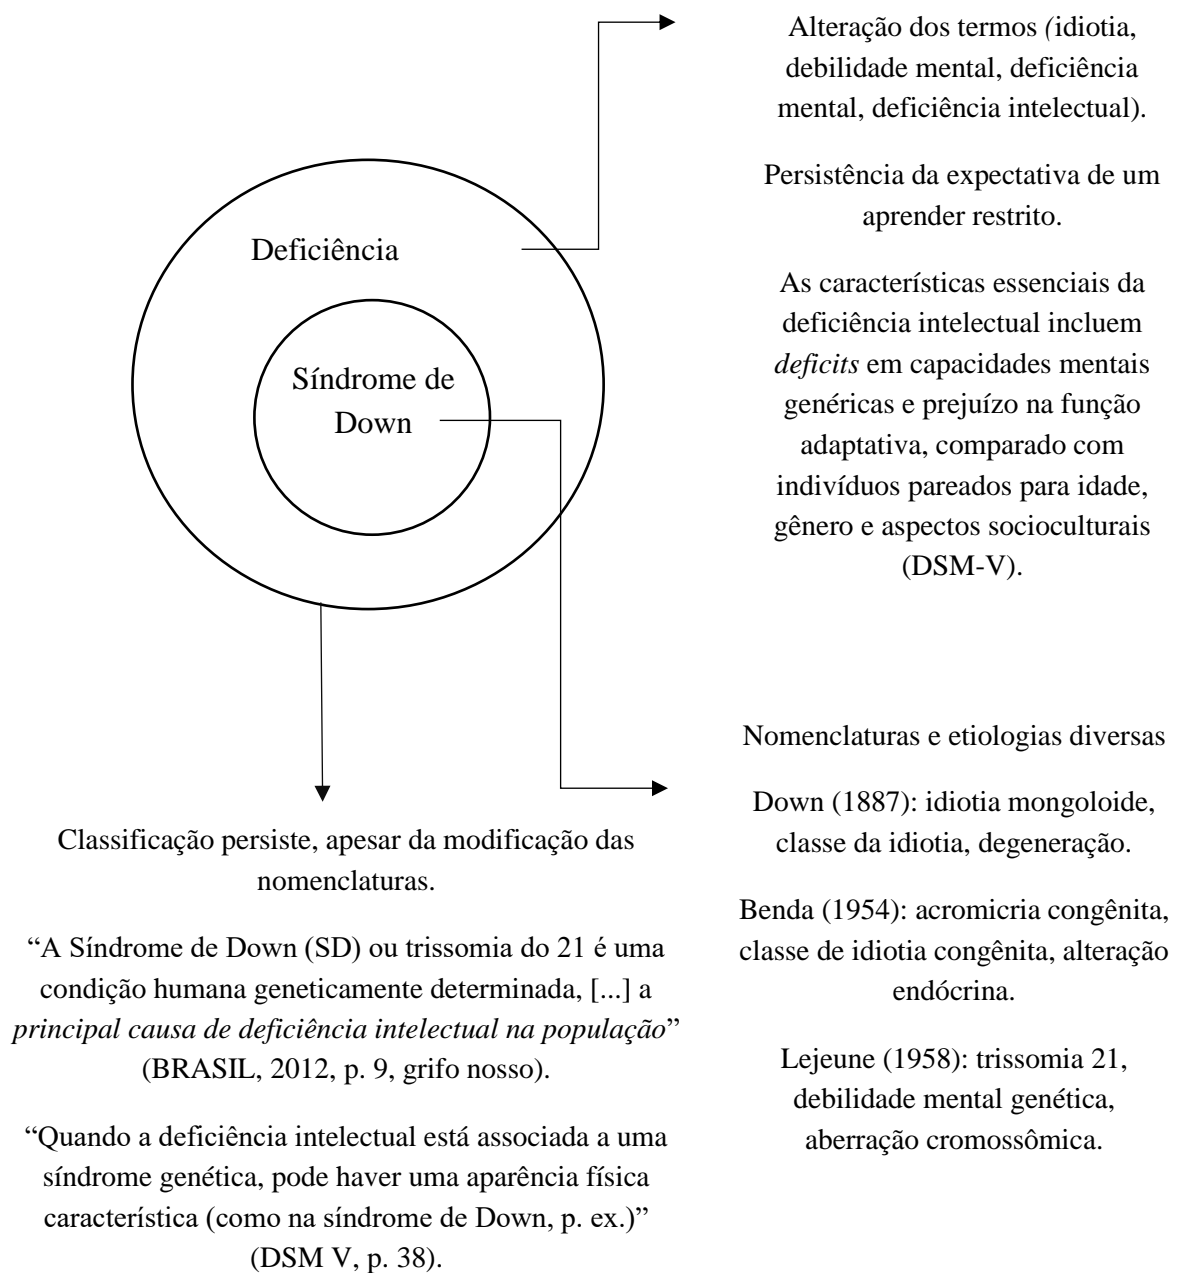 Alteração dos termos (idiotia,
debilidade mental, deficiência
mental, deficiência intelectual).
Persistência da expectativa de um
aprender restrito.
As características essenciais da
deficiência intelectual incluem
deficits em capacidades mentais
genéricas e prejuízo na função
adaptativa, comparado com
indivíduos pareados para idade,
gênero e aspectos socioculturais
(DSM-V).
Deficiência
Síndrome de
Down
Nomenclaturas e etiologias diversas
Down (1887): idiotia mongoloide,
classe da idiotia, degeneração.
Benda (1954): acromicria congênita,
classe de idiotia congênita, alteração
endócrina.
Lejeune (1958): trissomia 21,
debilidade mental genética,
aberração cromossômica.
Classificação persiste, apesar da modificação das
nomenclaturas.
“A Síndrome de Down (SD) ou trissomia do 21 é uma
condição humana geneticamente determinada, [...] a
principal causa de deficiência intelectual na população”
(BRASIL, 2012, p. 9, grifo nosso).
“Quando a deficiência intelectual está associada a uma
síndrome genética, pode haver uma aparência física
característica (como na síndrome de Down, p. ex.)”
(DSM V, p. 38).